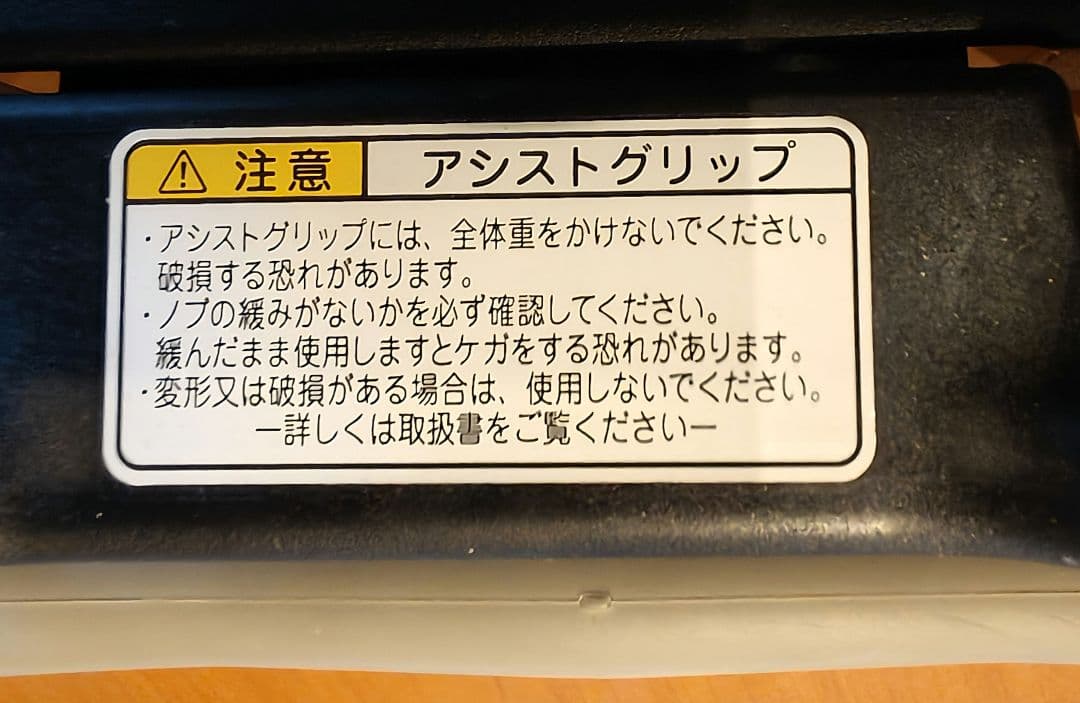 ⚠ 注意 アシストグリップ
・アシストグリップには、全体重をかけないでください。
破損する恐れがあります。
・ノブの緩みがないかを必ず確認してください。
緩んだまま使用しますとケガをする恐れがあります。
・変形又は破損がある場合は、使用しないでください。
ー詳しくは取扱書をご覧くださいー